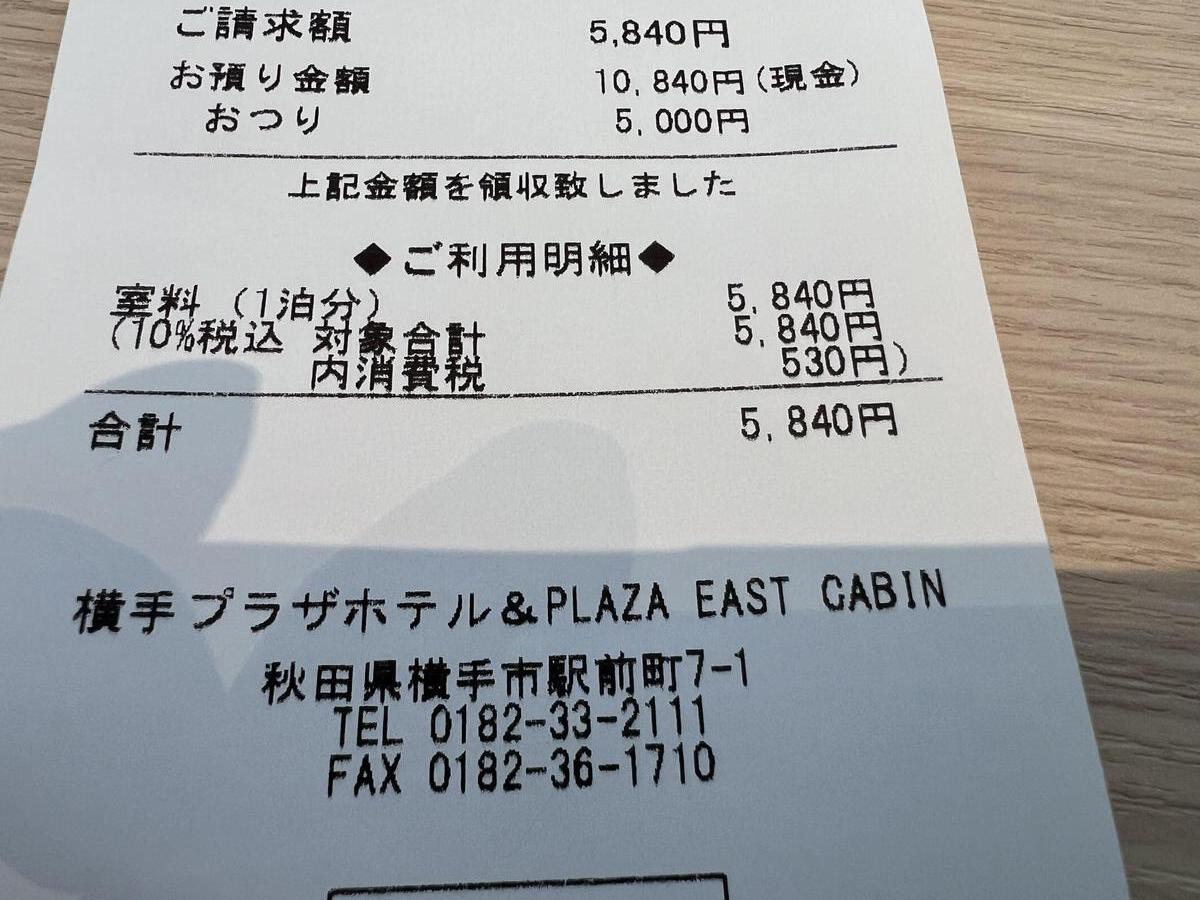 ご請求額 5,840円
お預り金額 10,840円(現金)
おつり 5,000円
上記金額を領収致しました
◆ご利用明細◆
室料(1泊分) 5,840円
(10%税込 対象合計 5,840円
内消費税 530円)
合計 5,840円
横手プラザホテル&PLAZA EAST CABIN
秋田県横手市駅前町7-1
TEL 0182-33-2111
FAX 0182-36-1710